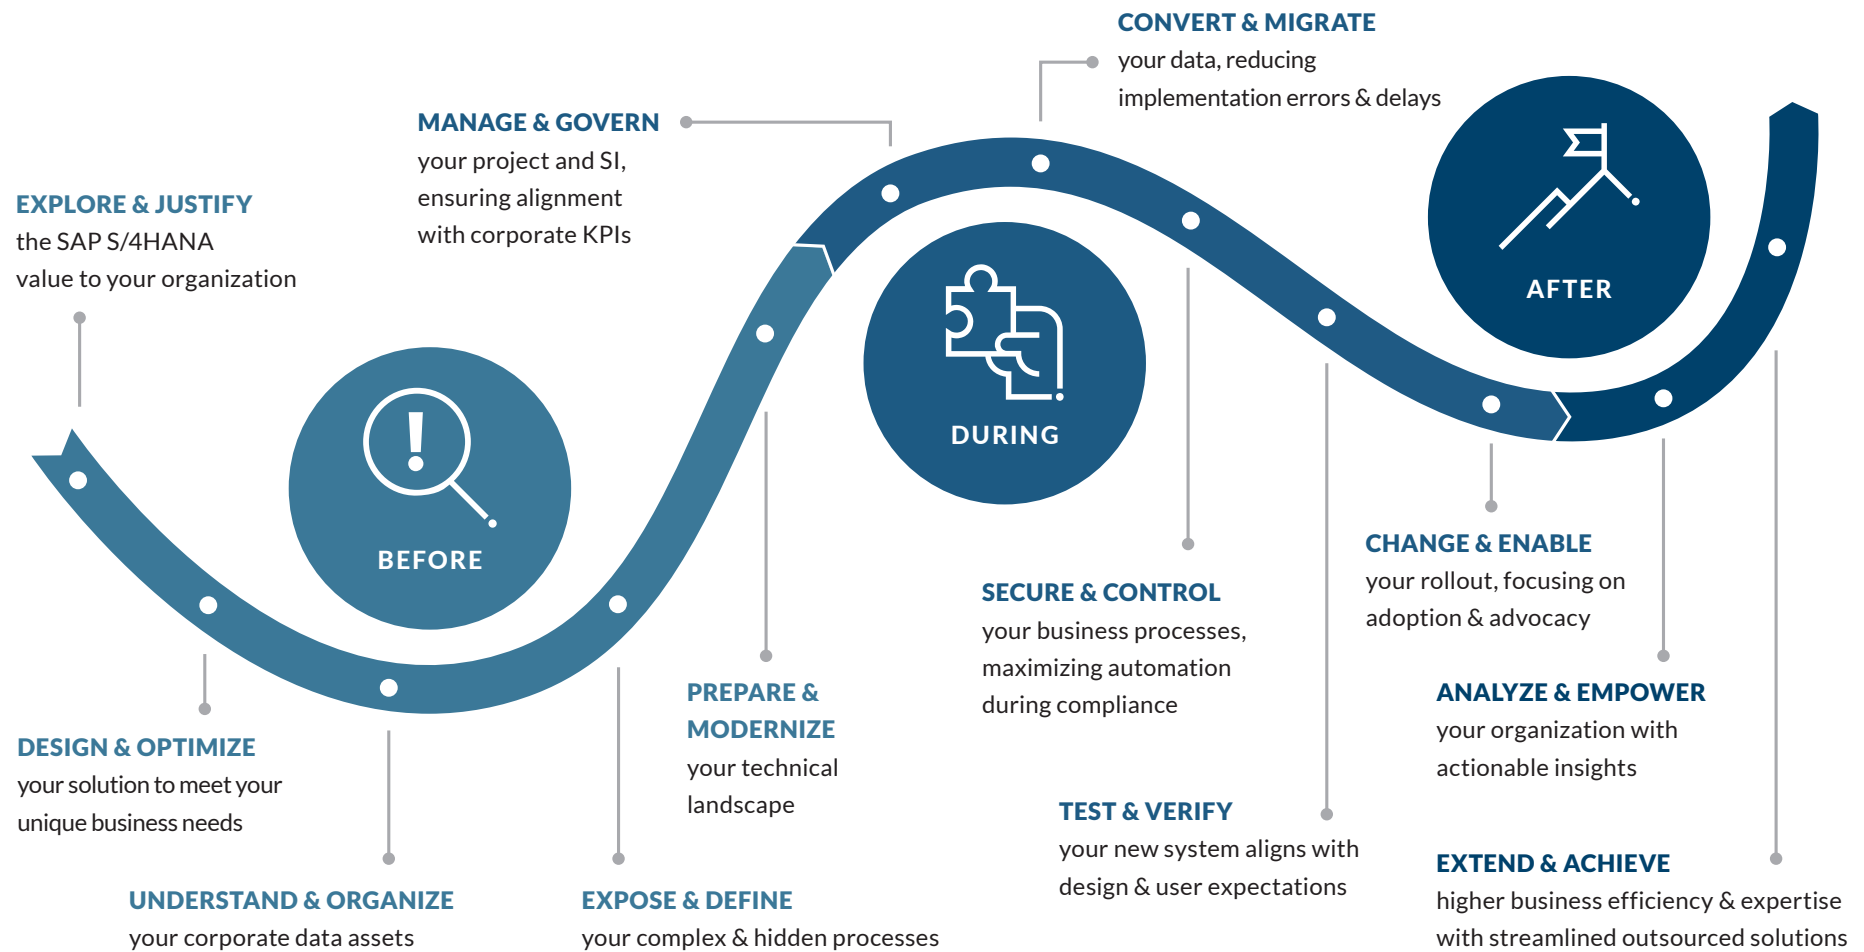 EXPLORE & JUSTIFY
the SAP S/4HANA
value to your organization
DESIGN & OPTIMIZE
your solution to meet your
unique business needs
UNDERSTAND & ORGANIZE
your corporate data assets
BEFORE
EXPOSE & DEFINE
your complex & hidden processes
PREPARE &
MODERNIZE
your technical
landscape
MANAGE & GOVERN
your project and SI,
ensuring alignment
with corporate KPIs
CONVERT & MIGRATE
your data, reducing
implementation errors & delays
DURING
SECURE & CONTROL
your business processes,
maximizing automation
during compliance
TEST & VERIFY
your new system aligns with
design & user expectations
CHANGE & ENABLE
your rollout, focusing on
adoption & advocacy
AFTER
ANALYZE & EMPOWER
your organization with
actionable insights
EXTEND & ACHIEVE
higher business efficiency & expertise
with streamlined outsourced solutions